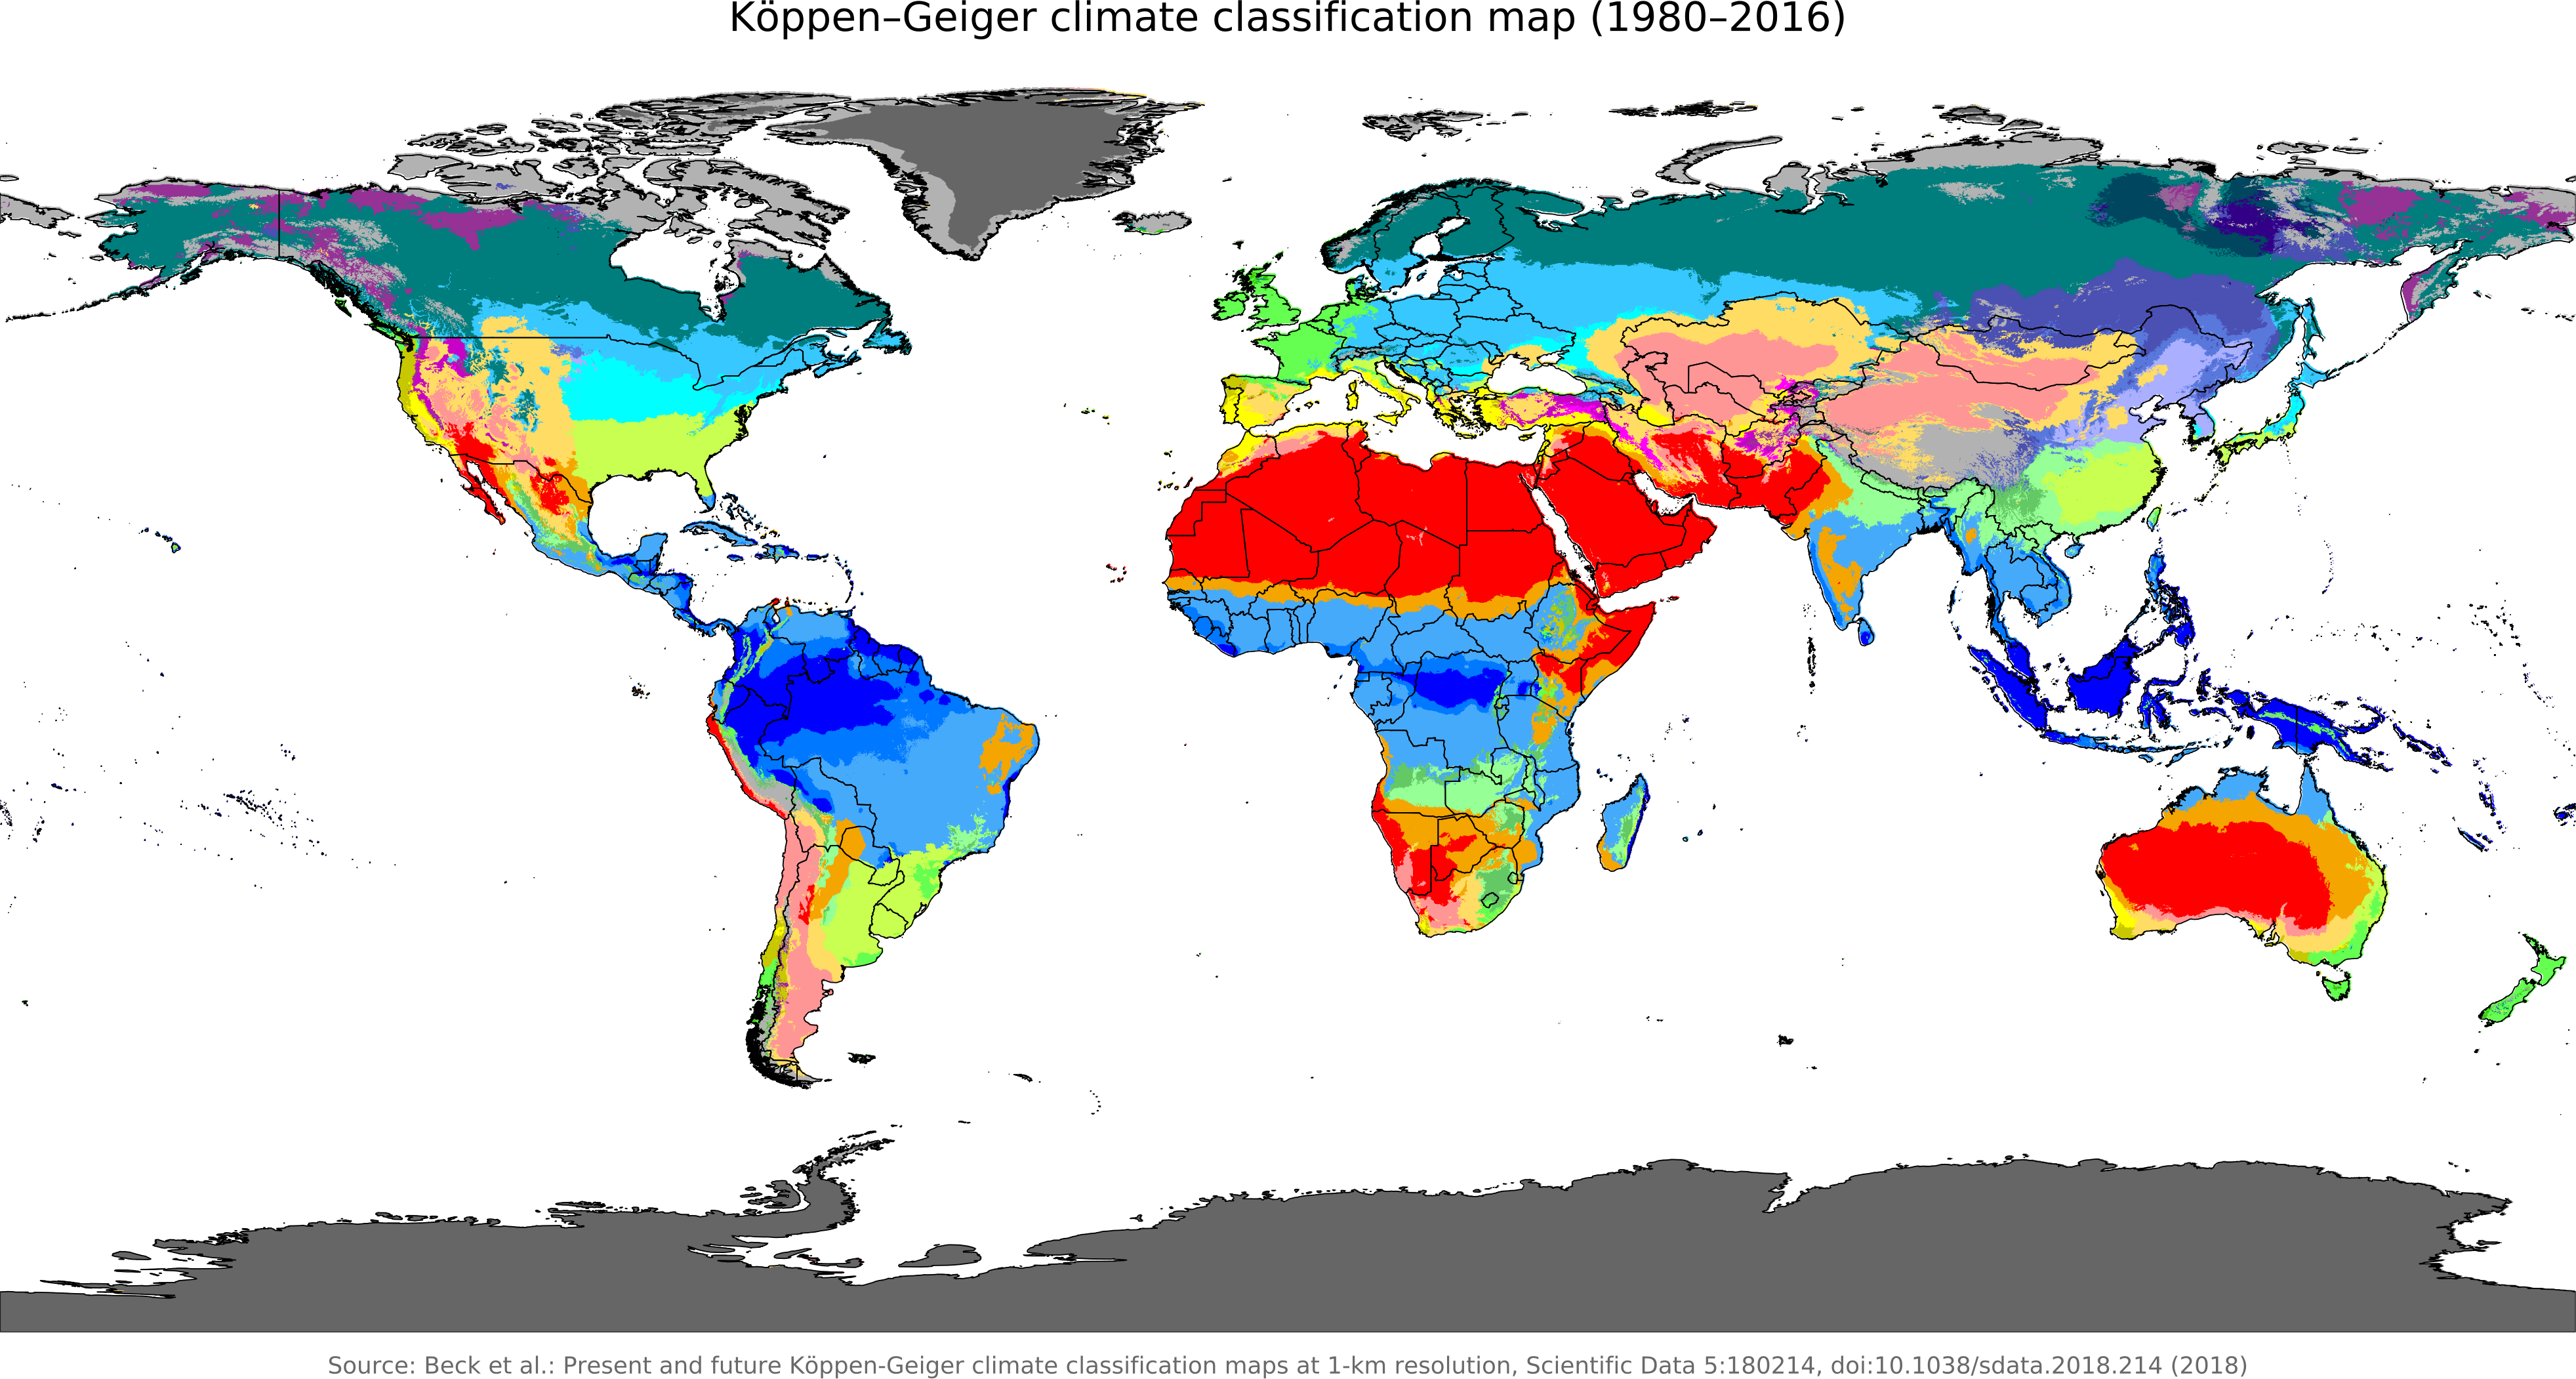 Köppen–Geiger climate classification map (1980–2016)
Source: Beck et al.: Present and future Köppen-Geiger climate classification maps at 1-km resolution, Scientific Data 5:180214, doi:10.1038/sdata.2018.214 (2018)